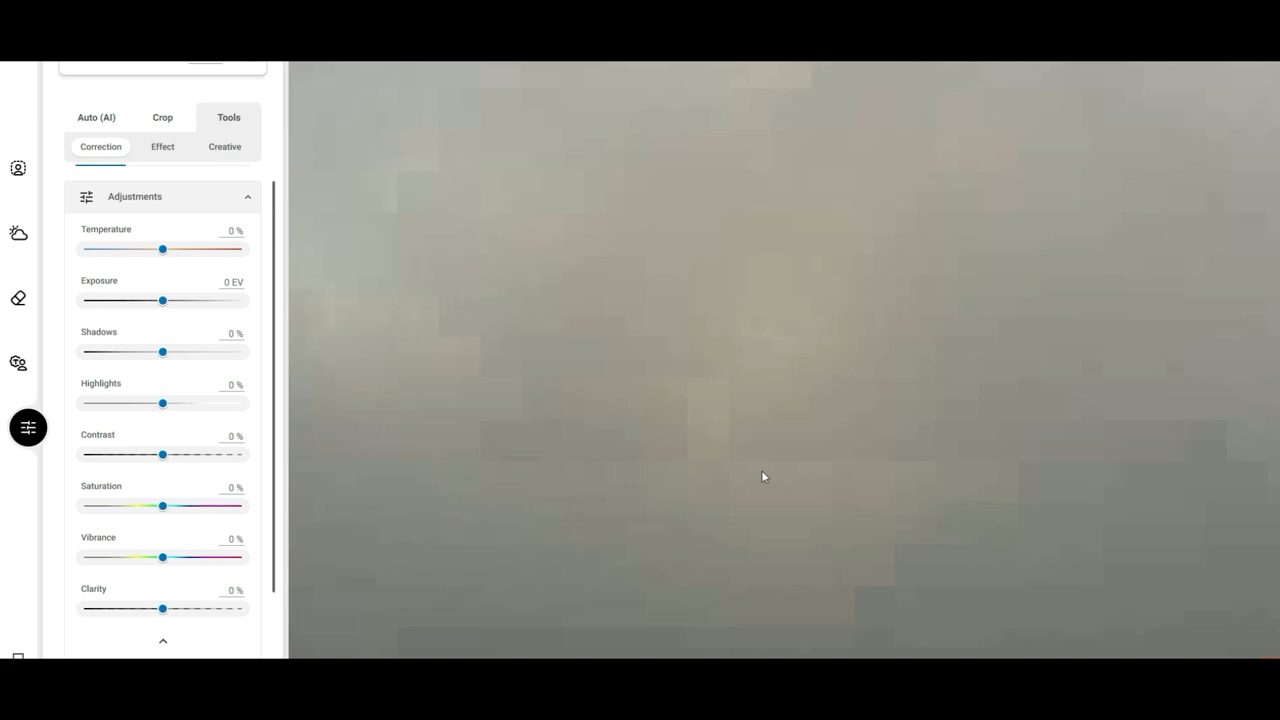 Auto (AI) Crop Tools
Correction Effect Creative
Adjustments
Temperature 0 %
Exposure 0 EV
Shadows 0 %
Highlights 0 %
Contrast 0 %
Saturation 0 %
Vibrance 0 %
Clarity 0 %